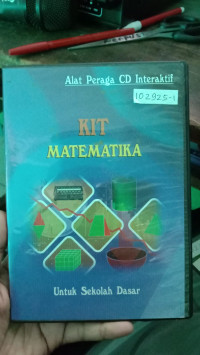 Alat Peraga CD Interaktif
102925-1
KIT
MATEMATIKA
Untuk Sekolah Dasar